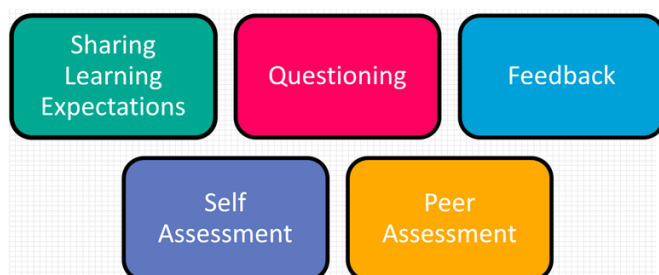 Sharing
Learning
Expectations
Questioning
Feedback
Self
Assessment
Peer
Assessment